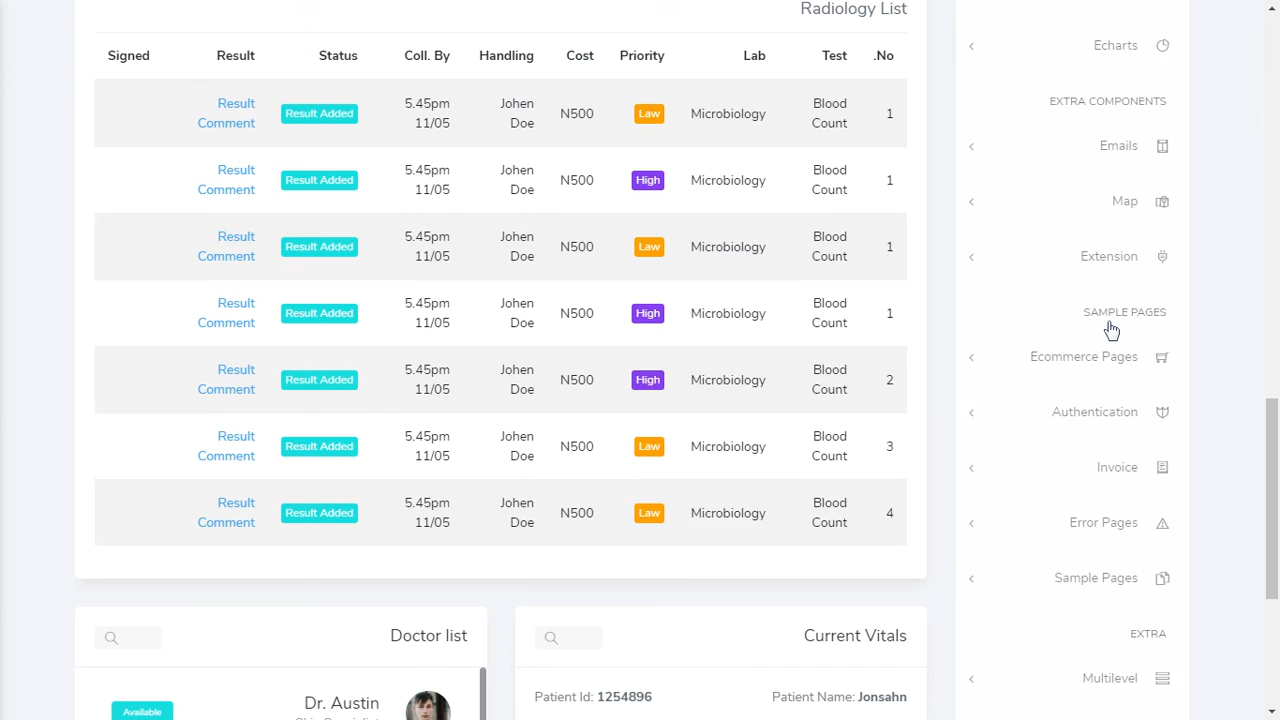 Radiology List
Signed Result Status Coll. By Handling Cost Priority Lab Test .No
Result Comment Result Added 5.45pm 11/05 Johen Doe N500 Law Microbiology Blood Count 1
Result Comment Result Added 5.45pm 11/05 Johen Doe N500 High Microbiology Blood Count 1
Result Comment Result Added 5.45pm 11/05 Johen Doe N500 Law Microbiology Blood Count 1
Result Comment Result Added 5.45pm 11/05 Johen Doe N500 High Microbiology Blood Count 1
Result Comment Result Added 5.45pm 11/05 Johen Doe N500 High Microbiology Blood Count 2
Result Comment Result Added 5.45pm 11/05 Johen Doe N500 Law Microbiology Blood Count 3
Result Comment Result Added 5.45pm 11/05 Johen Doe N500 Law Microbiology Blood Count 4
Doctor list
Dr. Austin
Available
Current Vitals
Patient Id: 1254896 Patient Name: Jonsahn
Echarts
EXTRA COMPONENTS
Emails
Map
Extension
SAMPLE PAGES
Ecommerce Pages
Authentication
Invoice
Error Pages
Sample Pages
EXTRA
Multilevel